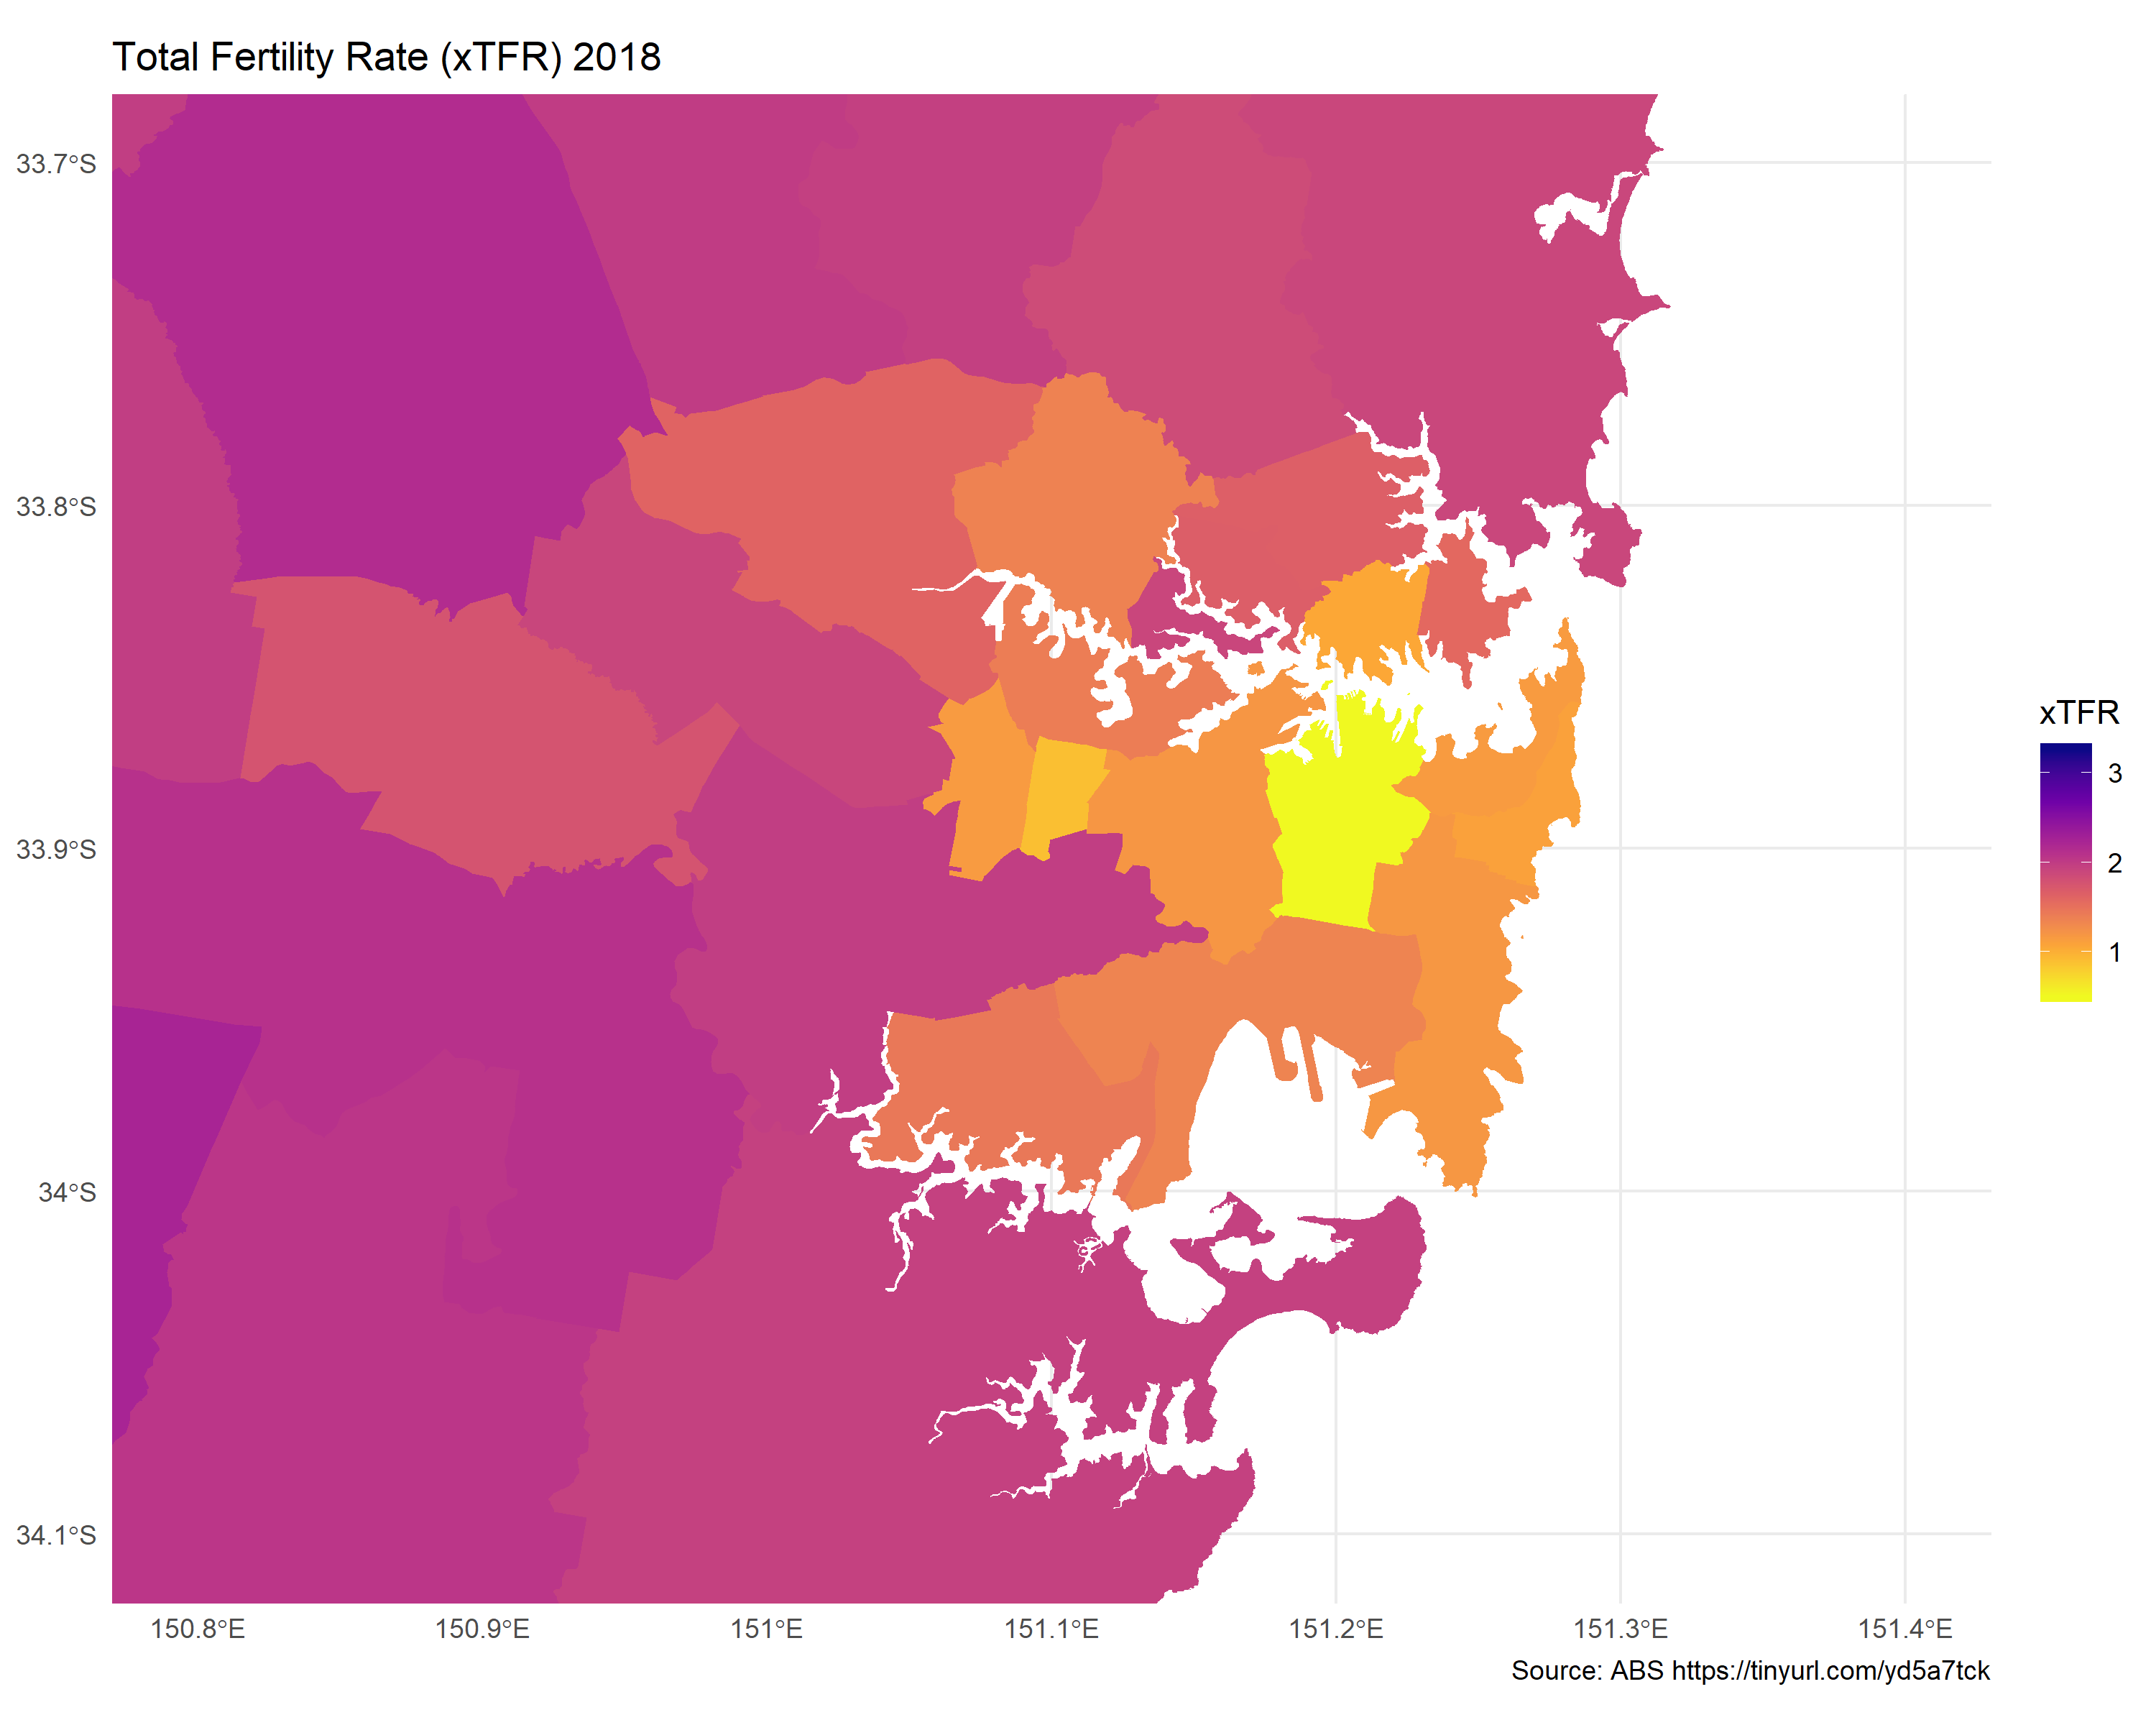 Total Fertility Rate (xTFR) 2018
33.7°S
33.8°S
33.9°S
34°S
34.1°S
150.8°E
150.9°E
151°E
151.1°E
151.2°E
151.3°E
151.4°E
xTFR
3
2
1
Source: ABS https://tinyurl.com/yd5a7tck